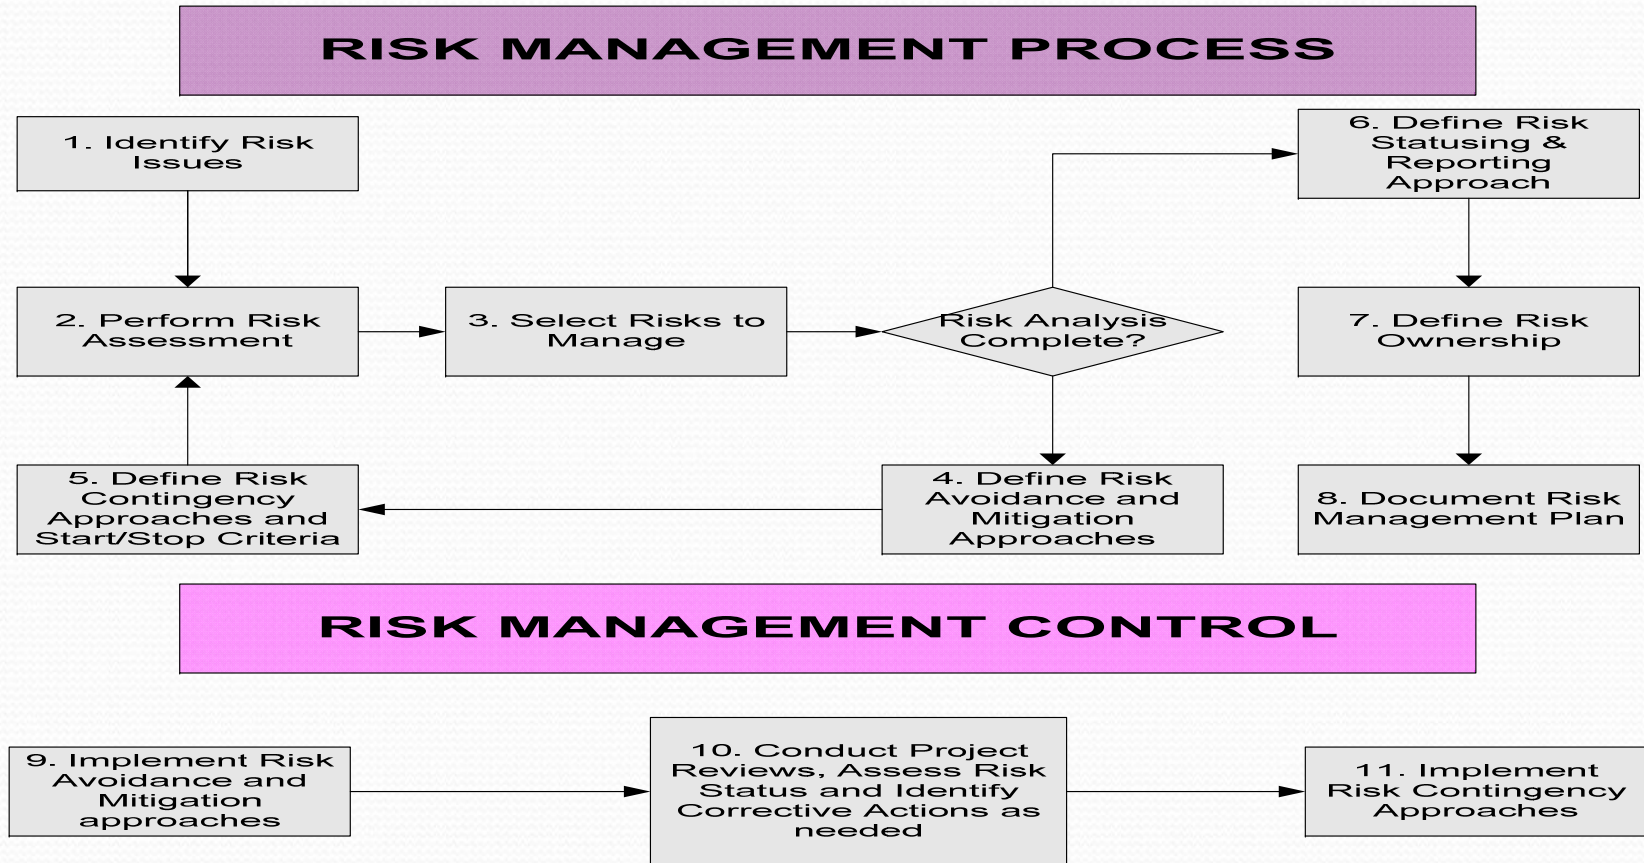 RISK MANAGEMENT PROCESS
1. Identify Risk
Issues
2. Perform Risk
Assessment
3. Select Risks to
Manage
Risk Analysis
Complete?
4. Define Risk
Avoidance and
Mitigation
Approaches
5. Define Risk
Contingency
Approaches and
Start/Stop Criteria
6. Define Risk
Statusing &
Reporting
Approach
7. Define Risk
Ownership
8. Document Risk
Management Plan
RISK MANAGEMENT CONTROL
9. Implement Risk
Avoidance and
Mitigation
approaches
10. Conduct Project
Reviews, Assess Risk
Status and Identify
Corrective Actions as
needed
11. Implement
Risk Contingency
Approaches